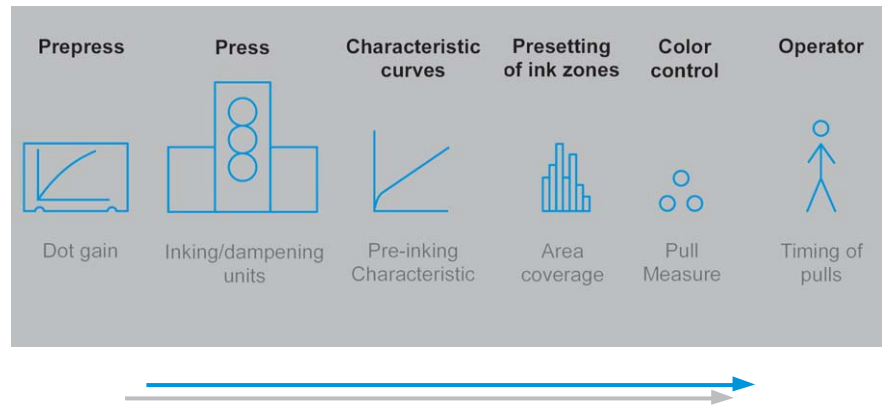 Prepress
Press
Characteristic
curves
Presetting
of ink zones
Color
control
Operator
Dot gain
Inking/dampening
units
Pre-inking
Characteristic
Area
coverage
Pull
Measure
Timing of
pulls